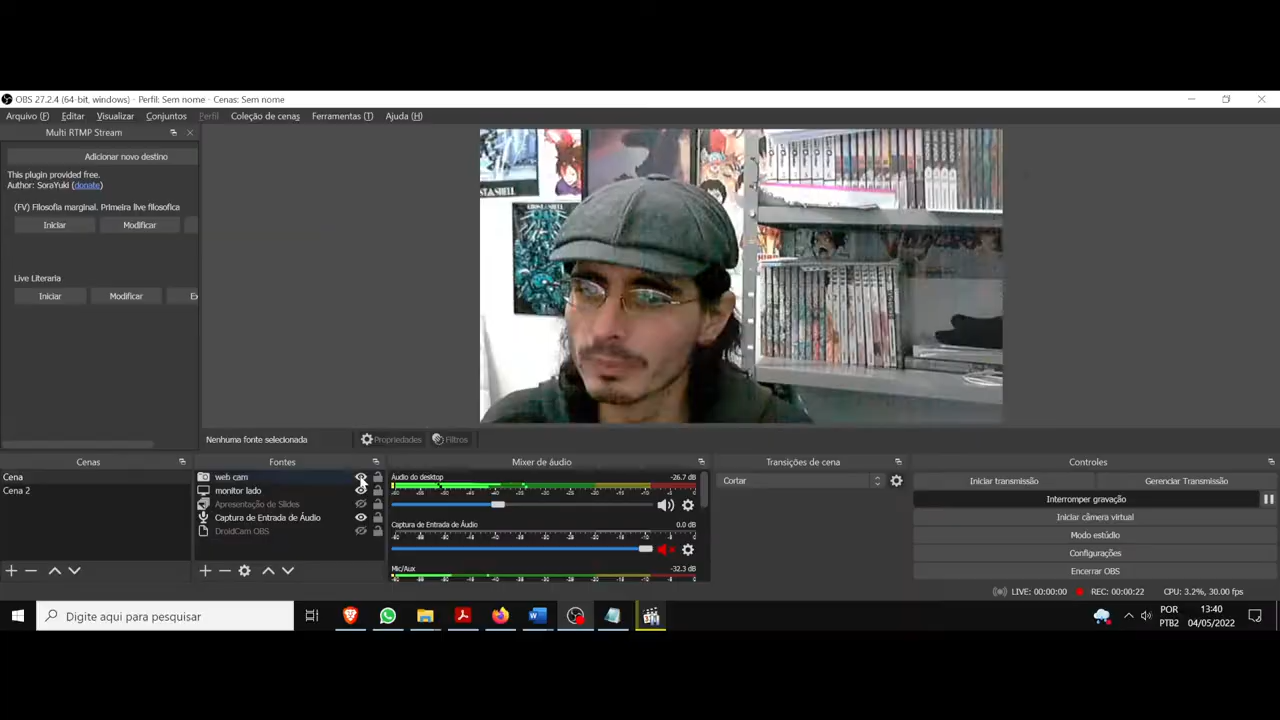 OBS 27.2.4 (64-bit, windows) - Perfil: Sem nome - Cenas: Sem nome
Arquivo (F) Editar Visualizar Conjuntos Perfil Coleção de cenas Ferramentas (T) Ajuda (H)
Multi RTMP Stream
Adicionar novo destino
This plugin provided free.
Author: SoraYuki (donate)
(FV) Filosofia marginal. Primeira live filosofica
Iniciar Modificar
Live Literaria
Iniciar Modificar Ex
Nenhuma fonte selecionada Propriedades Filtros
Cenas
Cena
Cena 2
Fontes
web cam
monitor lado
Apresentação de Slides
Captura de Entrada de Áudio
DroidCam OBS
Mixer de áudio
Áudio do desktop -26.7 dB
Captura de Entrada de Áudio 0.0 dB
Mic/Aux -32.3 dB
Transições de cena
Cortar
Controles
Iniciar transmissão Gerenciar Transmissão
Interromper gravação
Iniciar câmera virtual
Modo estúdio
Configurações
Encerrar OBS
LIVE: 00:00:00 REC: 00:00:22 CPU: 3.2%, 30.00 fps
Digite aqui para pesquisar
POR
PTB2
13:40
04/05/2022